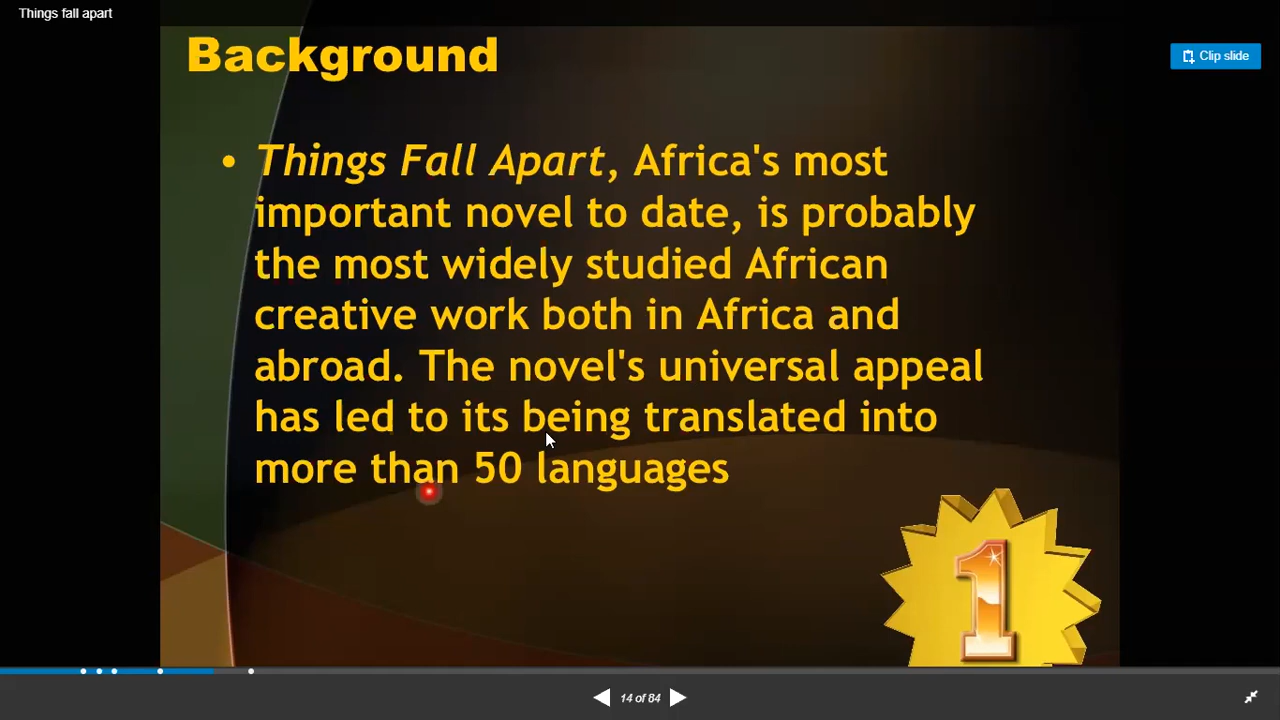 Things fall apart
Background
Clip slide
• Things Fall Apart, Africa's most
important novel to date, is probably
the most widely studied African
creative work both in Africa and
abroad. The novel's universal appeal
has led to its being translated into
more than 50 languages
1
14 of 84